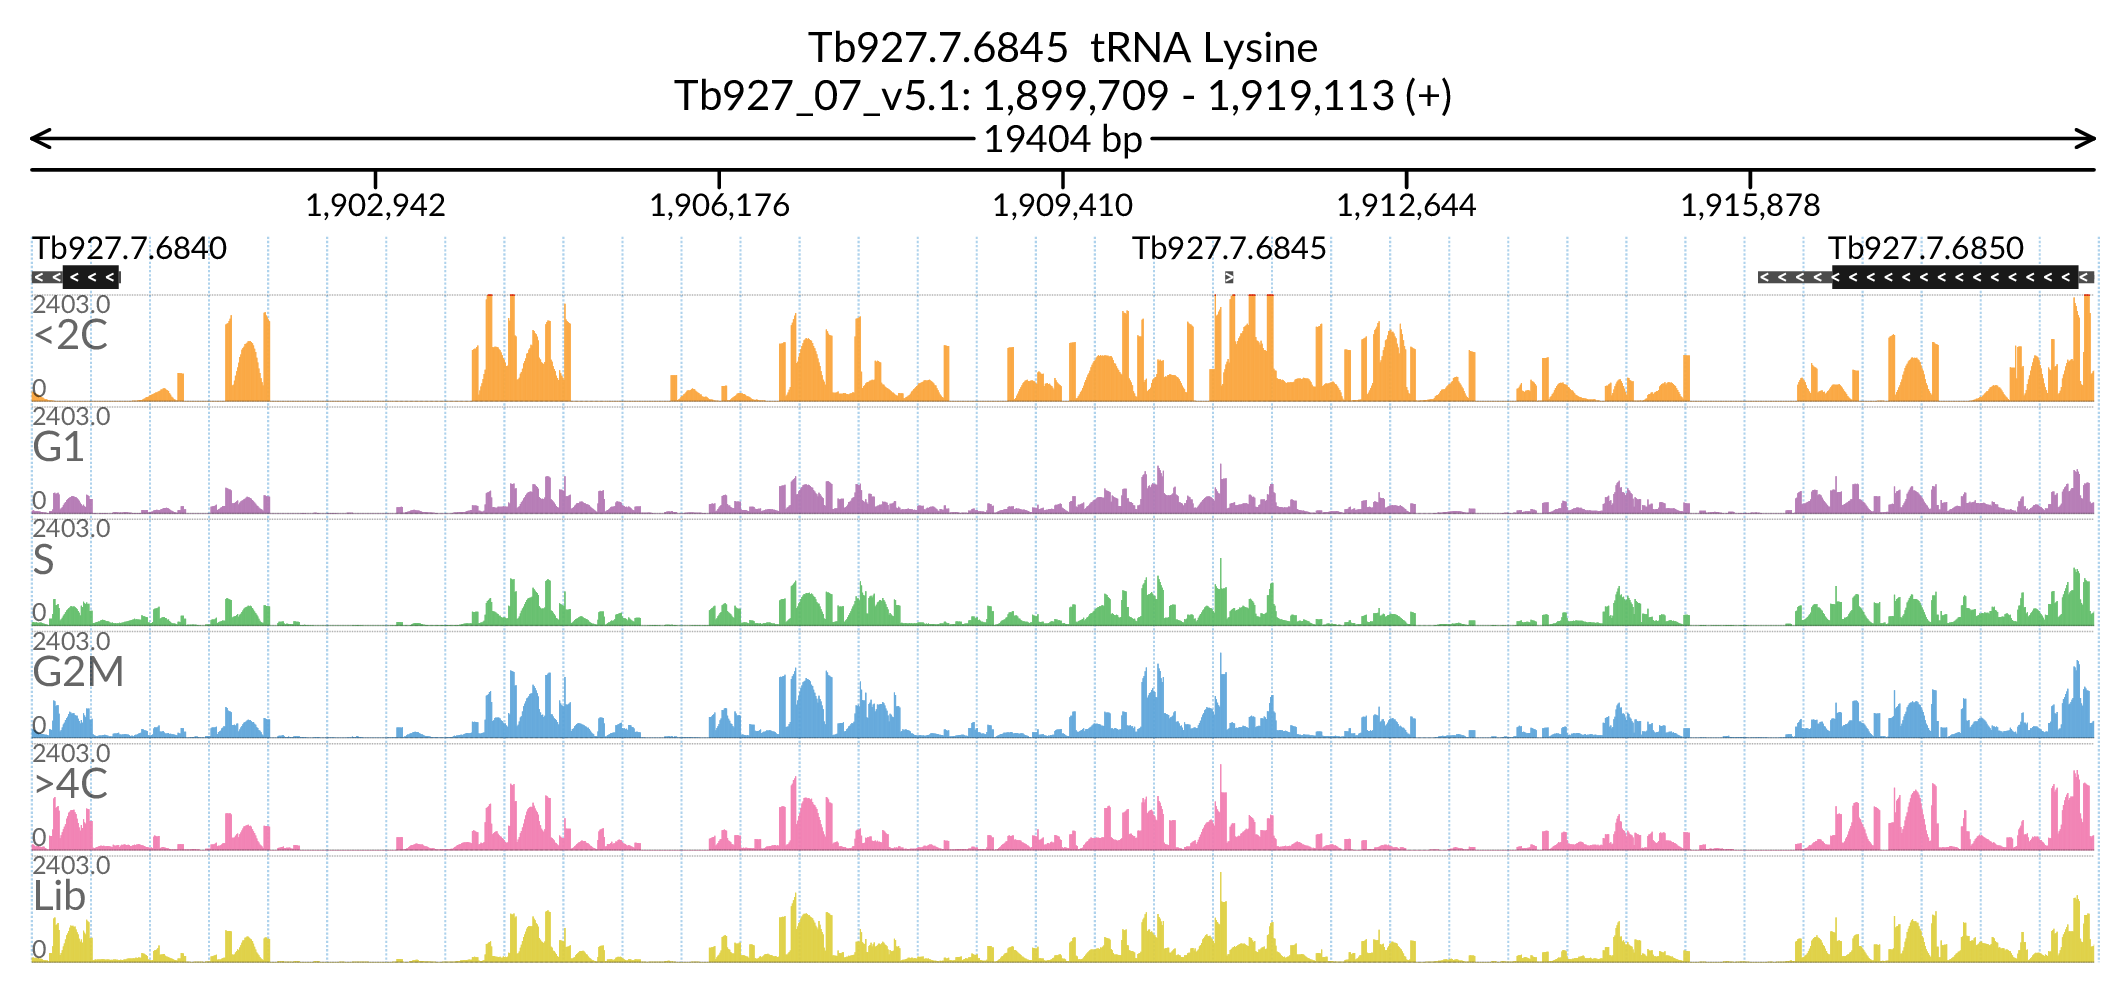 Tb927.7.6845  tRNA Lysine
Tb927_07_v5.1: 1,899,709 - 1,919,113 (+)
19404 bp
1,902,942 1,906,176 1,909,410 1,912,644 1,915,878
Tb927.7.6840 Tb927.7.6845 Tb927.7.6850
2403.0
<2C
0
2403.0
G1
0
2403.0
S
0
2403.0
G2M
0
2403.0
>4C
0
2403.0
Lib
0